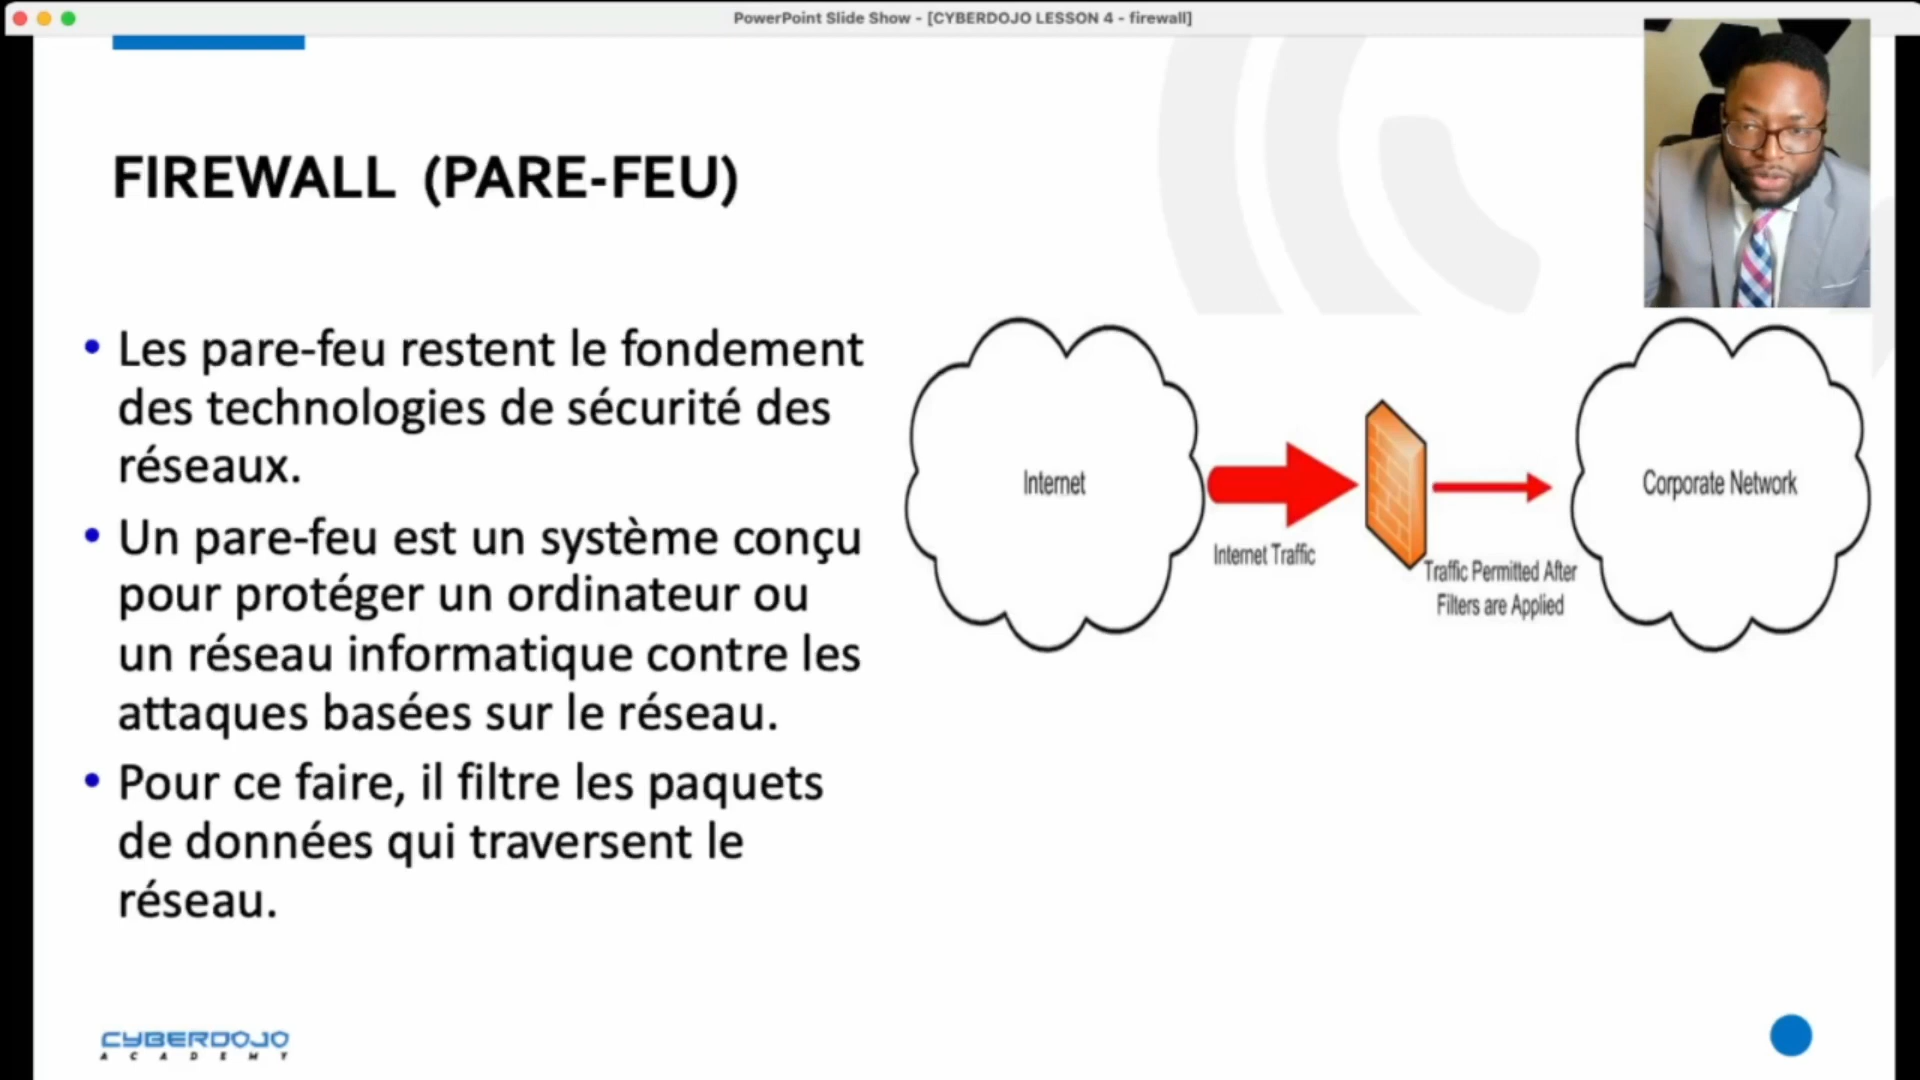 PowerPoint Slide Show - [CYBERDOJO LESSON 4 - firewall]
FIREWALL (PARE-FEU)
• Les pare-feu restent le fondement
des technologies de sécurité des
réseaux.
• Un pare-feu est un système conçu
pour protéger un ordinateur ou
un réseau informatique contre les
attaques basées sur le réseau.
• Pour ce faire, il filtre les paquets
de données qui traversent le
réseau.
Internet
Internet Traffic
Traffic Permitted After
Filters are Applied
Corporate Network
CYBERDOJO
ACADEMY